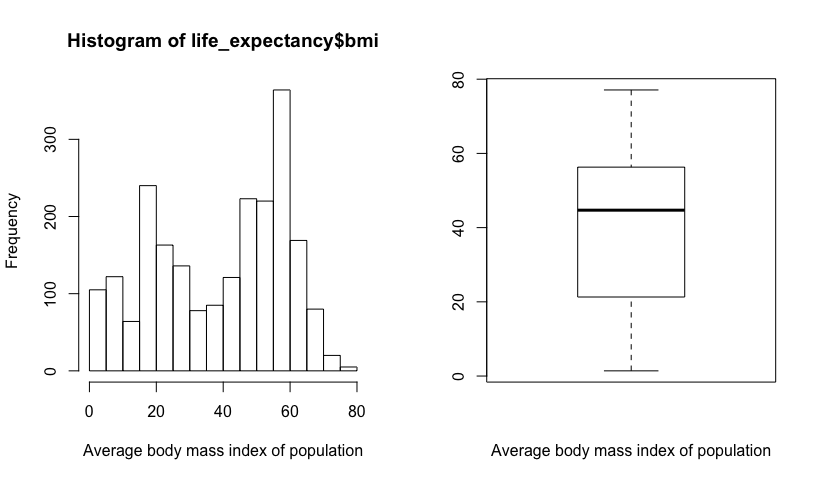 Histogram of life_expectancy$bmi
Frequency
0
100
200
300
0 20 40 60 80
Average body mass index of population
0
20
40
60
80
Average body mass index of population